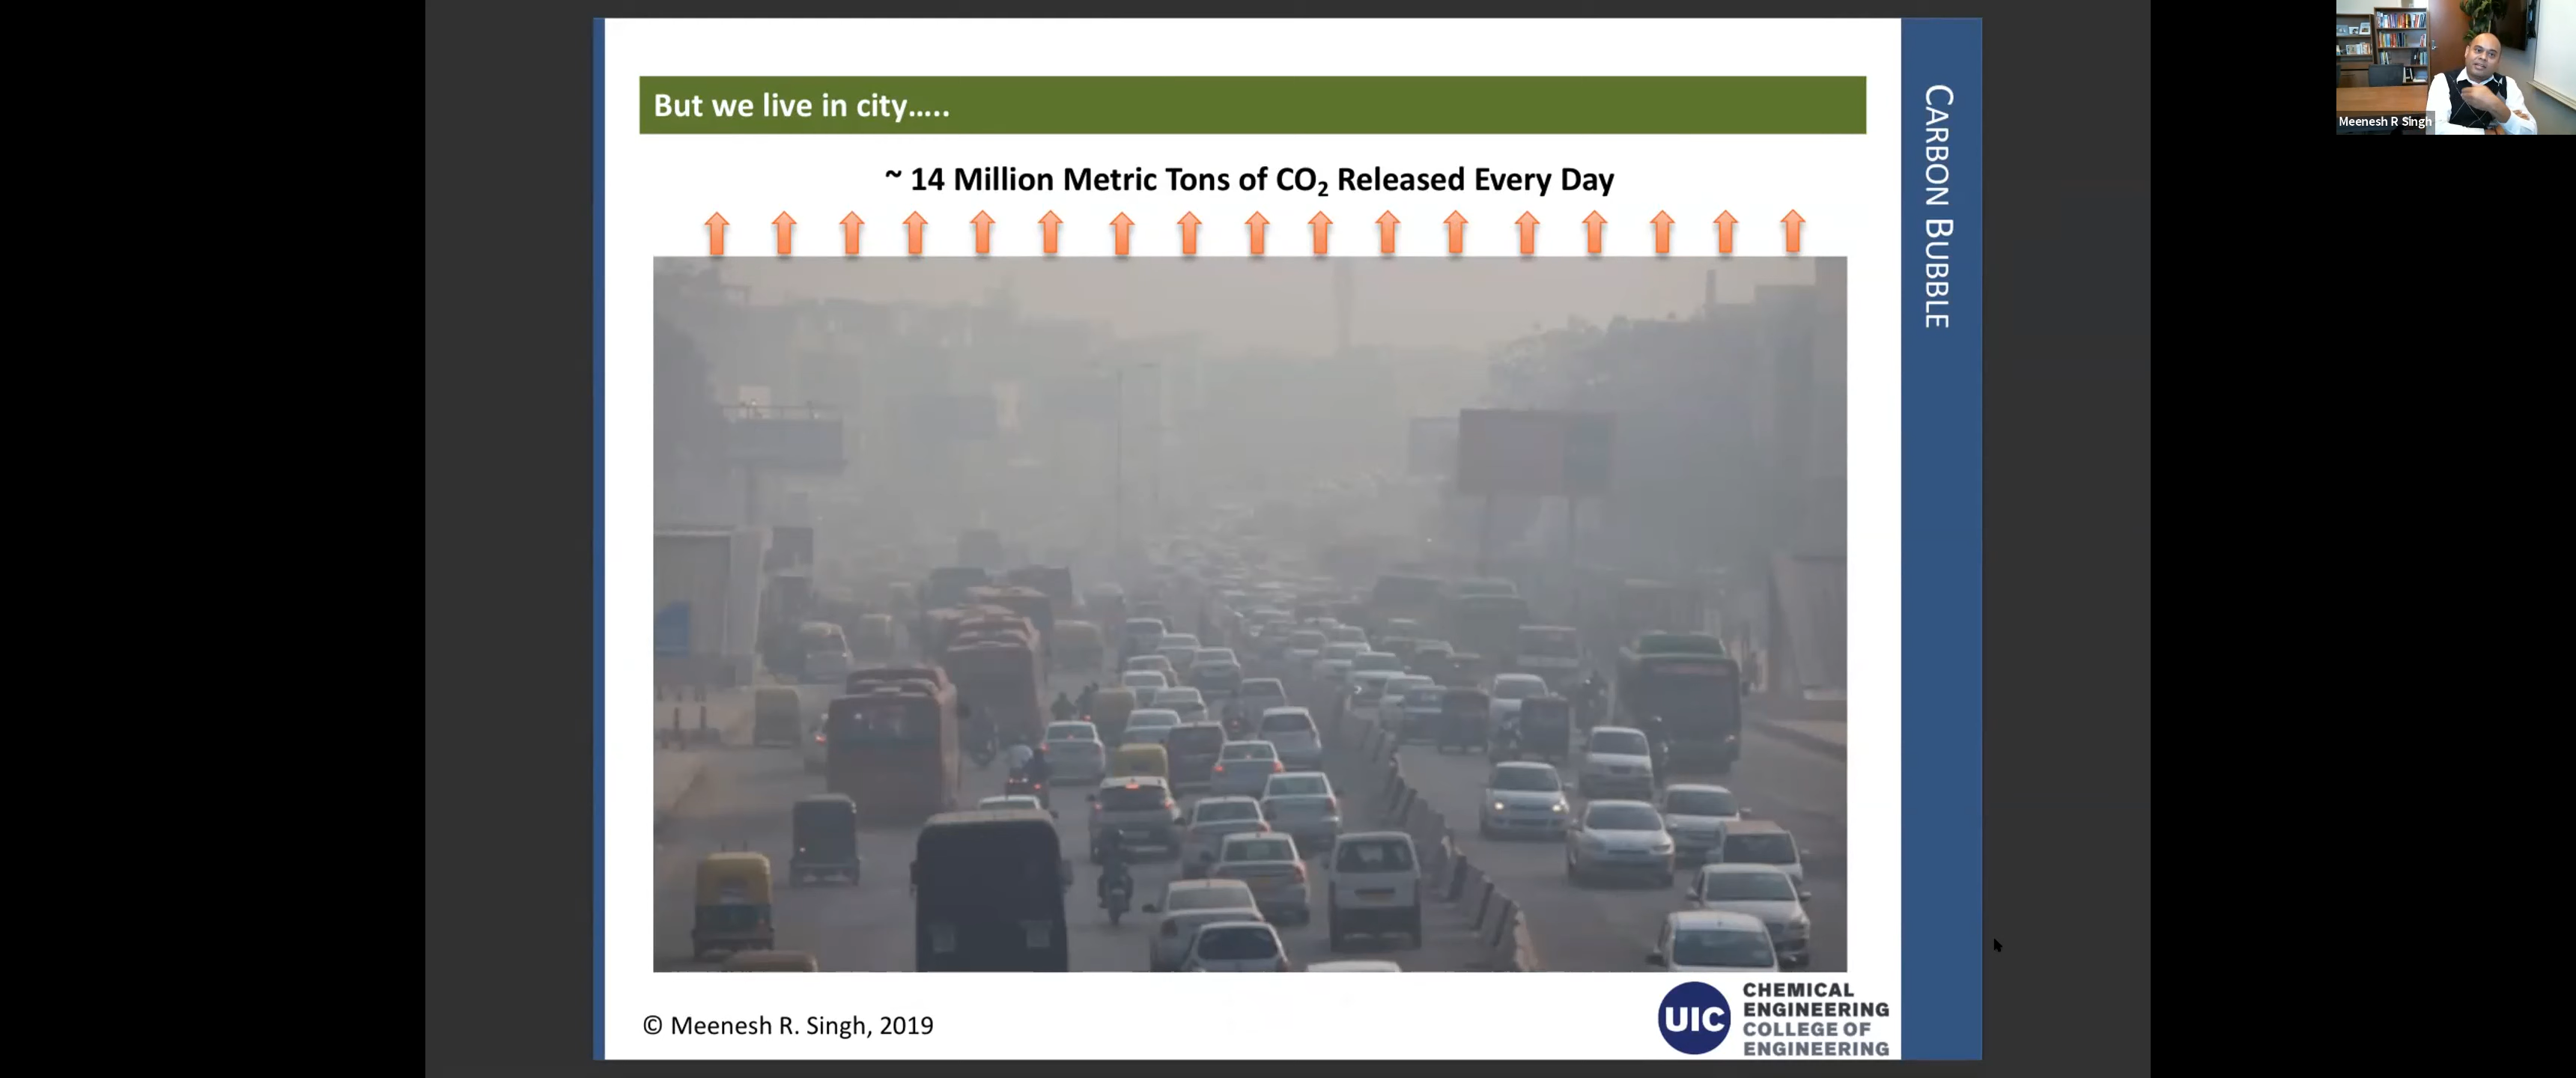 But we live in city.....
~ 14 Million Metric Tons of CO₂ Released Every Day
CARBON BUBBLE
Meenesh R Singh
© Meenesh R. Singh, 2019
UIC
CHEMICAL
ENGINEERING
COLLEGE OF
ENGINEERING